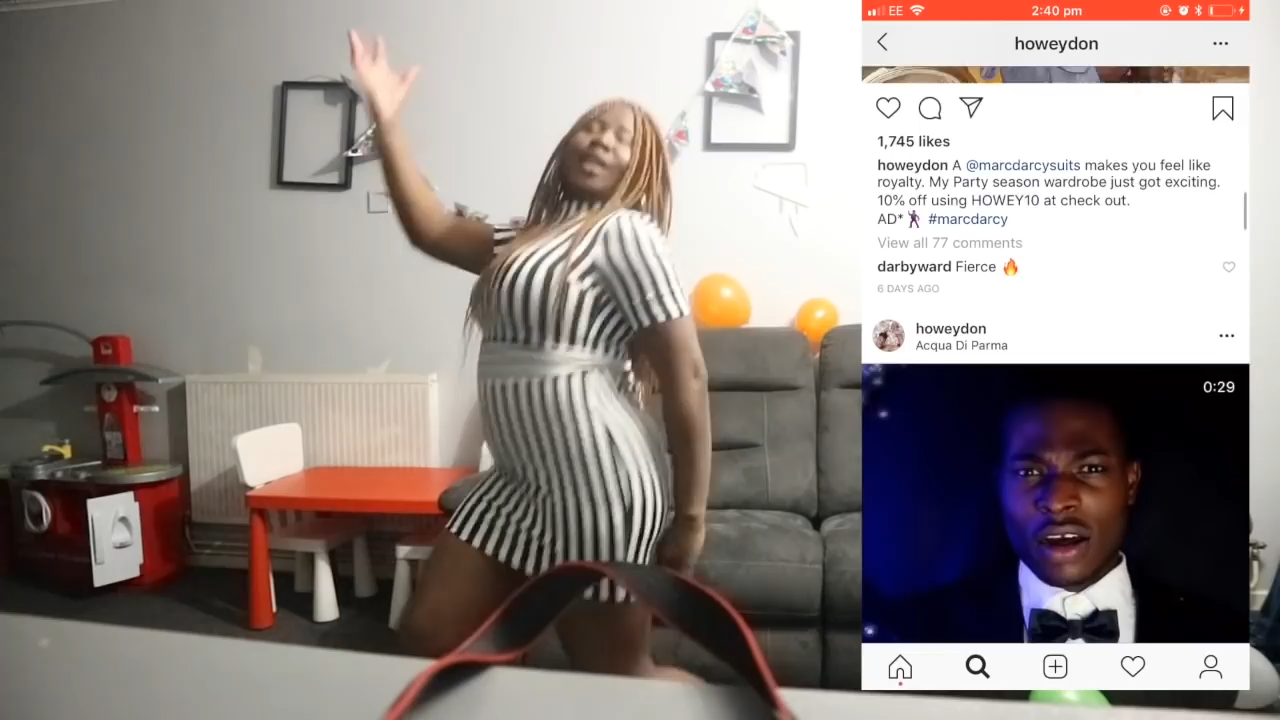 EE
2:40 pm
howeydon
1,745 likes
howeydon A @marcdarcysuits makes you feel like
royalty. My Party season wardrobe just got exciting.
10% off using HOWEY10 at check out.
AD*🕺🏿 #marcdarcy
View all 77 comments
darbyward Fierce 🔥
6 DAYS AGO
howeydon
Acqua Di Parma
0:29